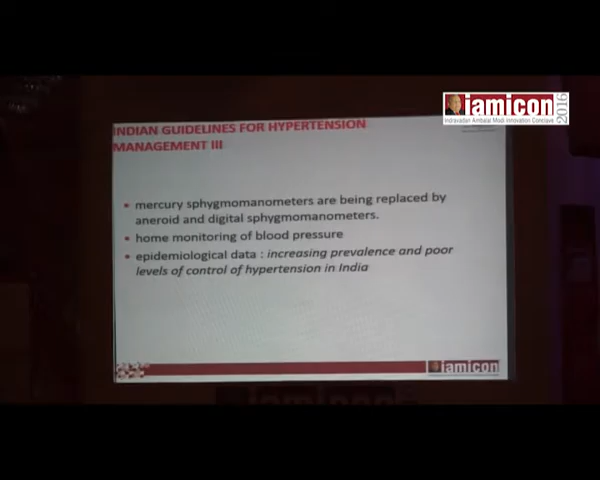 iamicon
2016
Indravadan Ambalal Modi Innovation Conclave
INDIAN GUIDELINES FOR HYPERTENSION
MANAGEMENT III
• mercury sphygmomanometers are being replaced by
aneroid and digital sphygmomanometers.
• home monitoring of blood pressure
• epidemiological data : increasing prevalence and poor
levels of control of hypertension in India
iamicon
iamicon